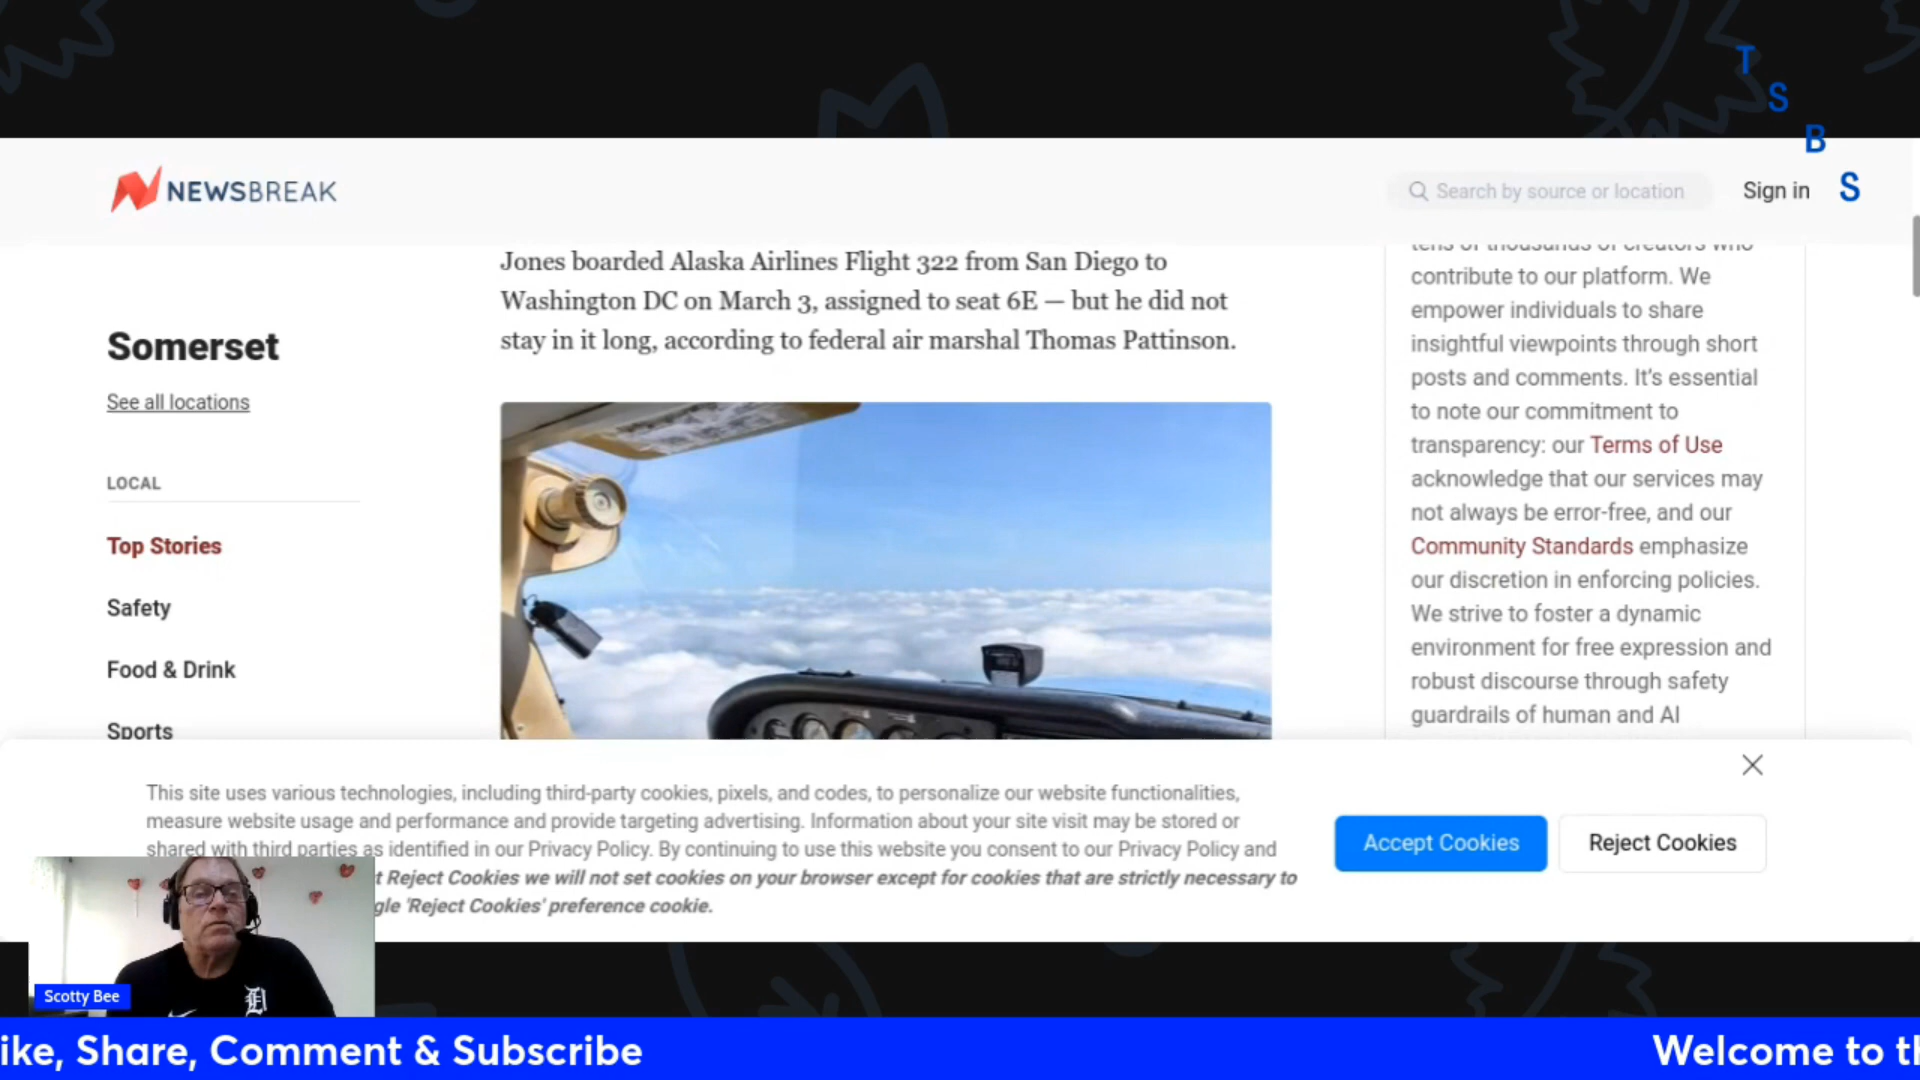 T
S
B
S
NEWSBREAK
Search by source or location
Sign in
Somerset
See all locations
LOCAL
Top Stories
Safety
Food & Drink
Sports
Jones boarded Alaska Airlines Flight 322 from San Diego to
Washington DC on March 3, assigned to seat 6E — but he did not
stay in it long, according to federal air marshal Thomas Pattinson.
tens of thousands of creators who
contribute to our platform. We
empower individuals to share
insightful viewpoints through short
posts and comments. It's essential
to note our commitment to
transparency: our Terms of Use
acknowledge that our services may
not always be error-free, and our
Community Standards emphasize
our discretion in enforcing policies.
We strive to foster a dynamic
environment for free expression and
robust discourse through safety
guardrails of human and AI
This site uses various technologies, including third-party cookies, pixels, and codes, to personalize our website functionalities,
measure website usage and performance and provide targeting advertising. Information about your site visit may be stored or
shared with third parties as identified in our Privacy Policy. By continuing to use this website you consent to our Privacy Policy and
t Reject Cookies we will not set cookies on your browser except for cookies that are strictly necessary to
gle 'Reject Cookies' preference cookie.
Accept Cookies
Reject Cookies
Scotty Bee
ike, Share, Comment & Subscribe
Welcome to th